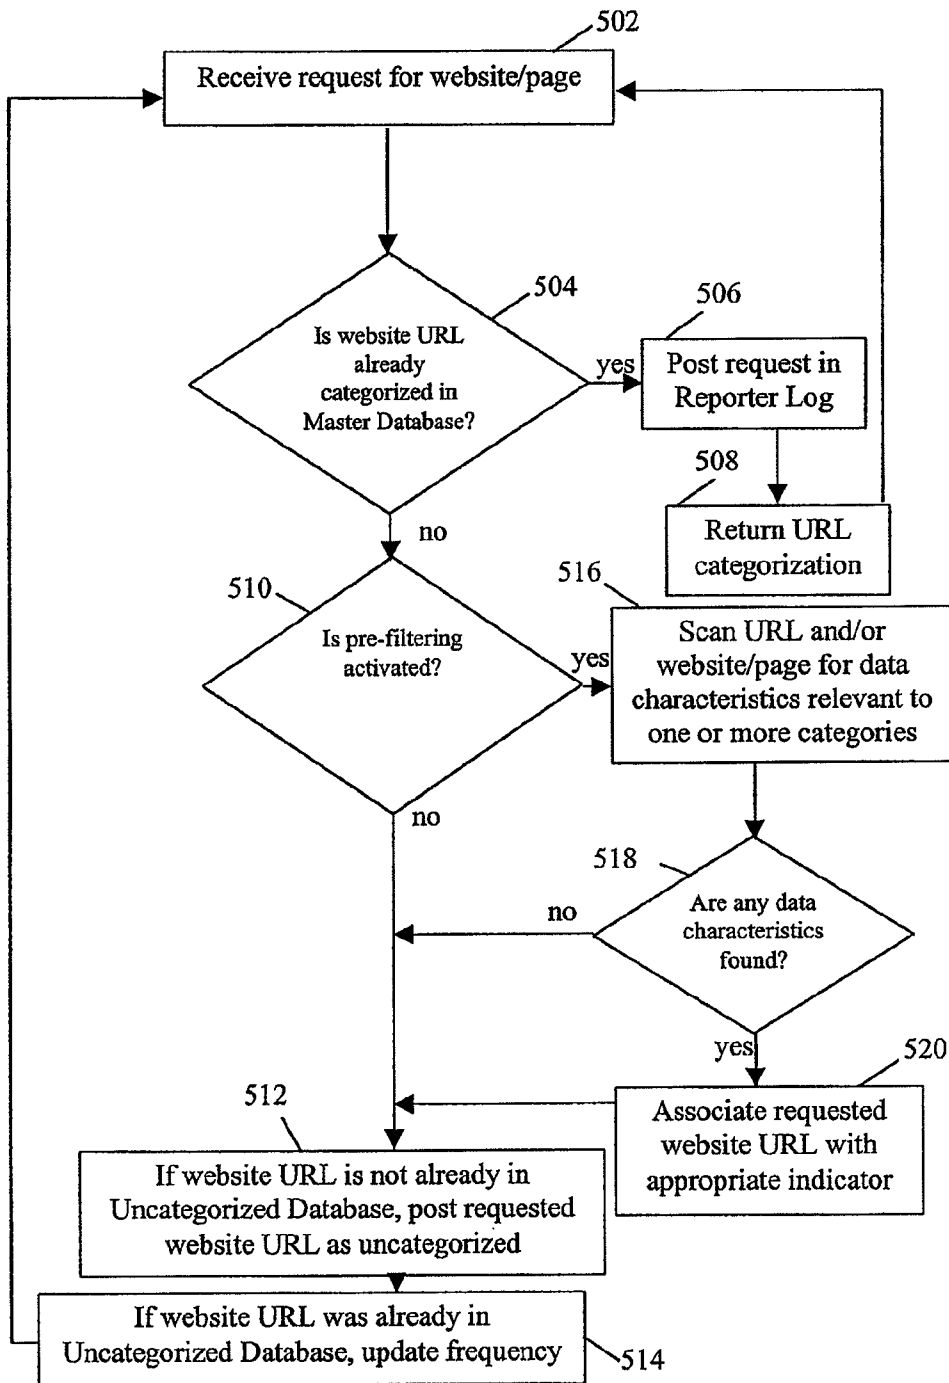 502
Receive request for website/page
504
Is website URL
already
categorized in
Master Database?
yes
506
Post request in
Reporter Log
508
Return URL
categorization
no
510
Is pre-filtering
activated?
yes
516
Scan URL and/or
website/page for data
characteristics relevant to
one or more categories
no
518
Are any data
characteristics
found?
no
yes
520
Associate requested
website URL with
appropriate indicator
512
If website URL is not already in
Uncategorized Database, post requested
website URL as uncategorized
If website URL was already in
Uncategorized Database, update frequency
514